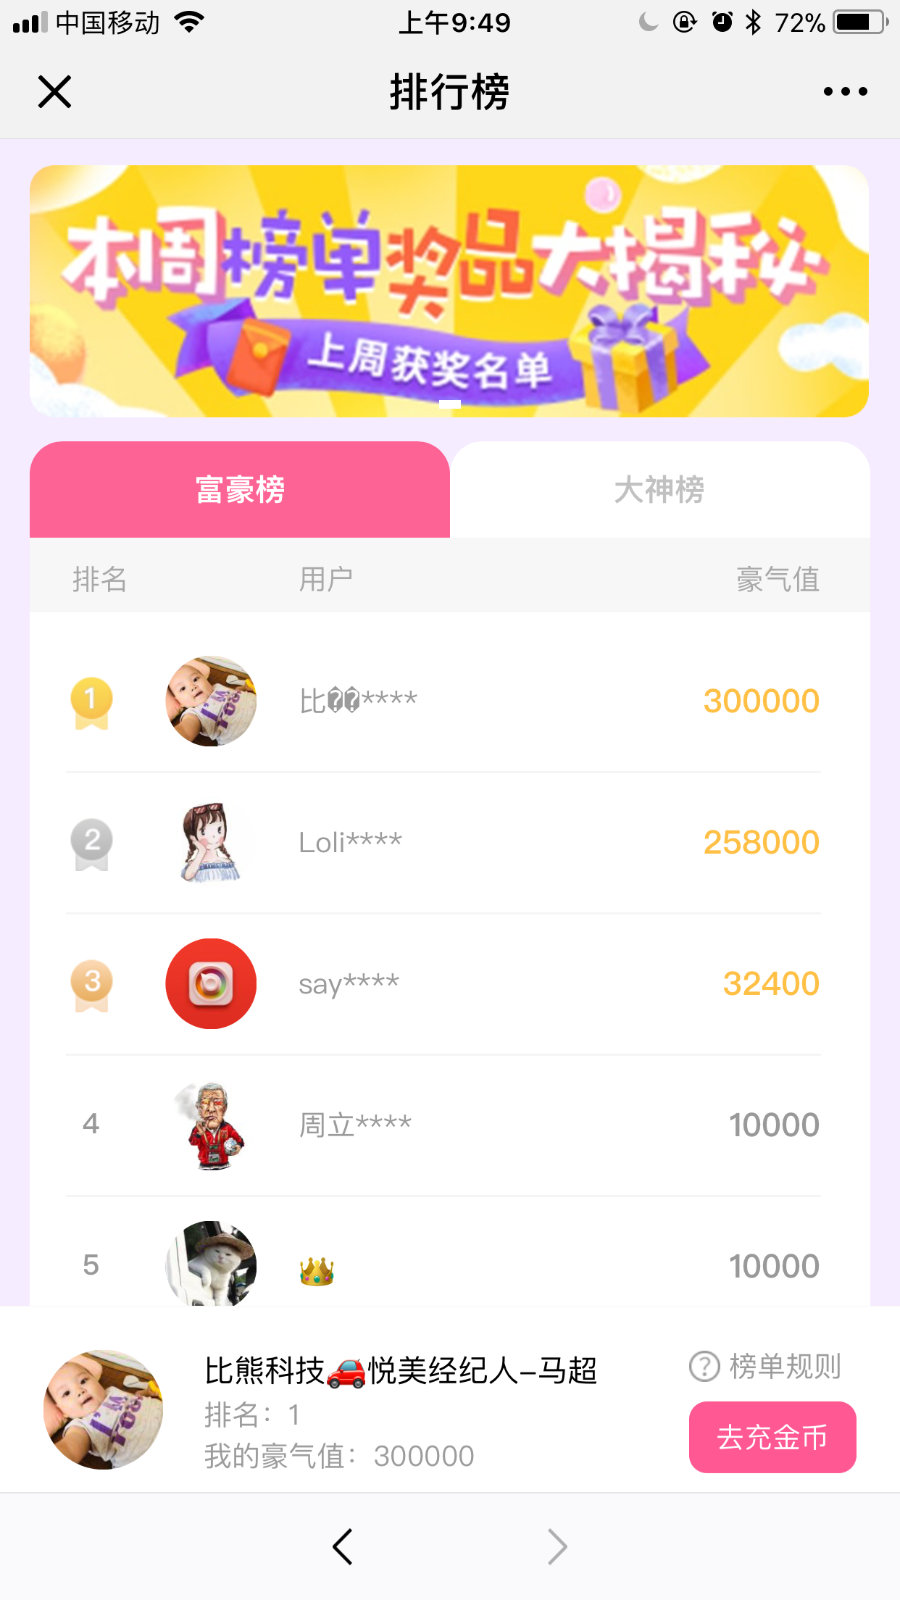 中国移动 上午9:49 72%
排行榜
本周榜单奖品大揭秘
上周获奖名单
富豪榜 大神榜
排名 用户 豪气值
1 比��**** 300000
2 Loli**** 258000
3 say**** 32400
4 周立**** 10000
5 👑 10000
比熊科技🚗悦美经纪人–马超
? 榜单规则
排名：1
我的豪气值：300000
去充金币